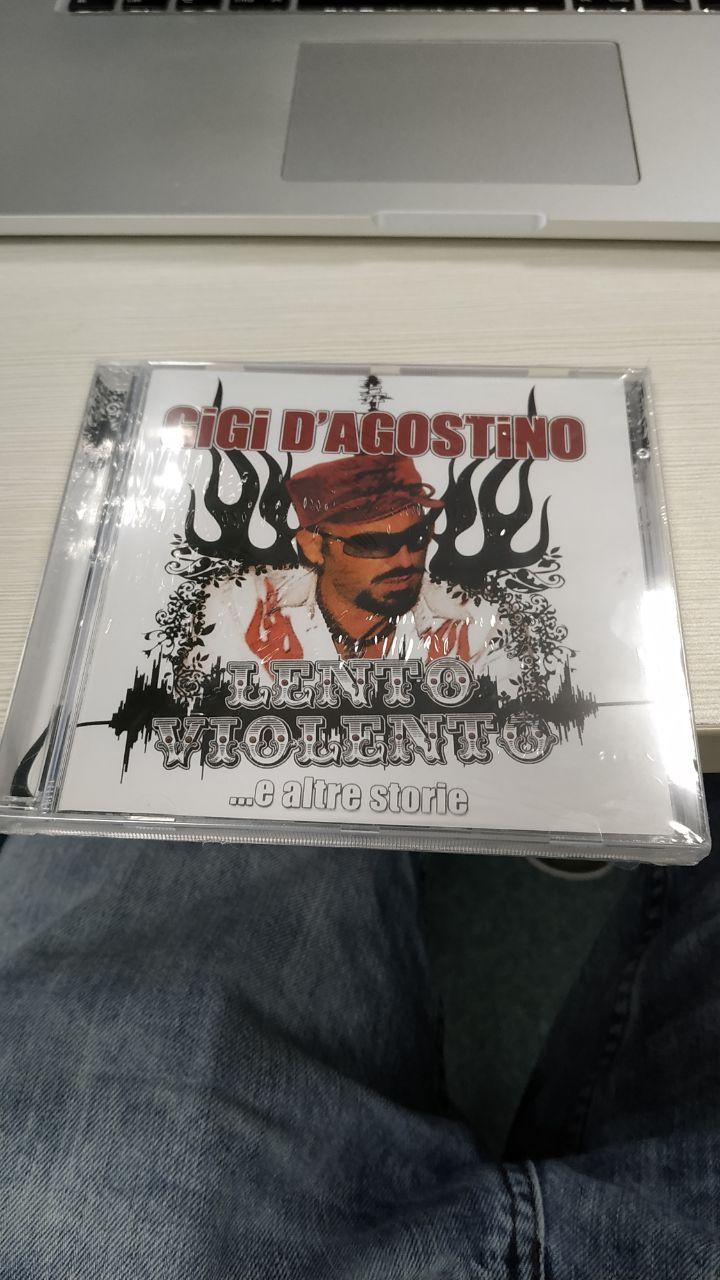 GiGi D'AGOSTiNO
LENTO
VIOLENTO
...e altre storie